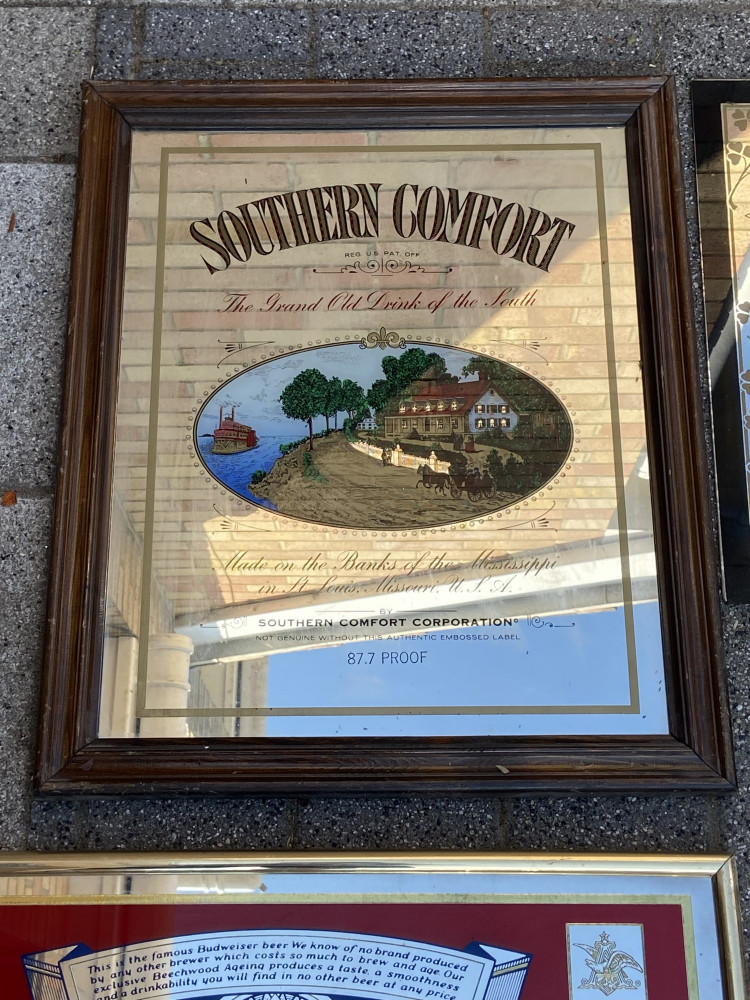 SOUTHERN COMFORT
REG. U.S. PAT. OFF
The Grand Old Drink of the South
Made on the Banks of the Mississippi
in St. Louis, Missouri, U.S.A.
BY
SOUTHERN COMFORT CORPORATION
NOT GENUINE WITHOUT THIS AUTHENTIC EMBOSSED LABEL
87.7 PROOF
This is the famous Budweiser beer We know of no brand produced
by any other brewer which costs so much to brew and age Our
exclusive Beechwood Ageing produces a taste, a smoothness
and a drinkability you will find in no other beer at any price